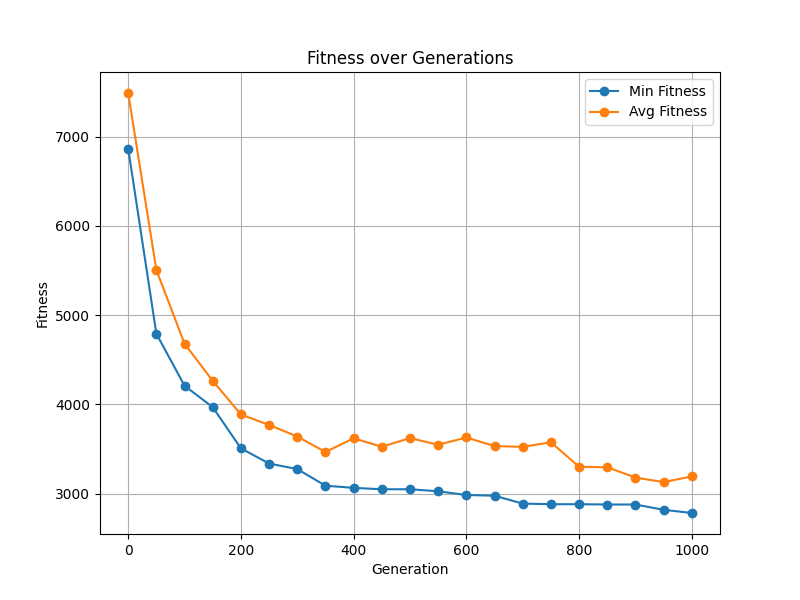 Fitness over Generations
Min Fitness
Avg Fitness
7000
6000
5000
4000
3000
Fitness
0 200 400 600 800 1000
Generation